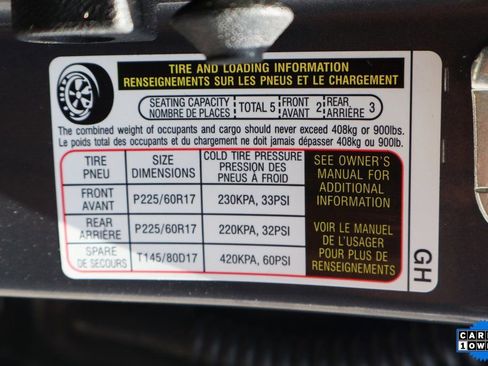 TIRE AND LOADING INFORMATION
RENSEIGNEMENTS SUR LES PNEUS ET LE CHARGEMENT
SEATING CAPACITY TOTAL 5 FRONT 2 REAR 3
NOMBRE DE PLACES AVANT ARRIÈRE
The combined weight of occupants and cargo should never exceed 408kg or 900lbs.
Le poids total des occupants et du chargement ne doit jamais dépasser 408kg ou 900lb.
TIRE PNEU
SIZE DIMENSIONS
COLD TIRE PRESSURE
PRESSION DES
PNEUS À FROID
SEE OWNER'S
MANUAL FOR
ADDITIONAL
INFORMATION
FRONT AVANT P225/60R17 230KPA, 33PSI
REAR ARRIÈRE P225/60R17 220KPA, 32PSI
SPARE DE SECOURS T145/80D17 420KPA, 60PSI
VOIR LE MANUEL
DE L'USAGER
POUR PLUS DE
RENSEIGNEMENTS
GH
1